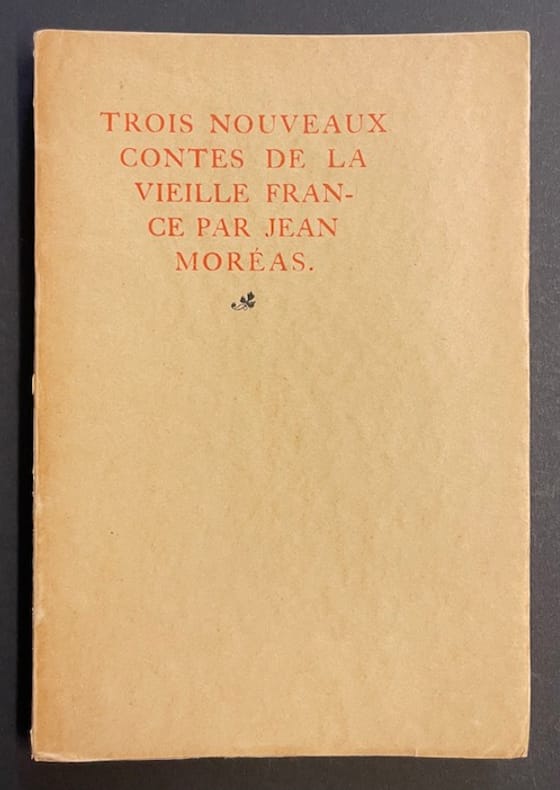 TROIS NOUVEAUX
CONTES DE LA
VIEILLE FRAN-
CE PAR JEAN
MORÉAS.